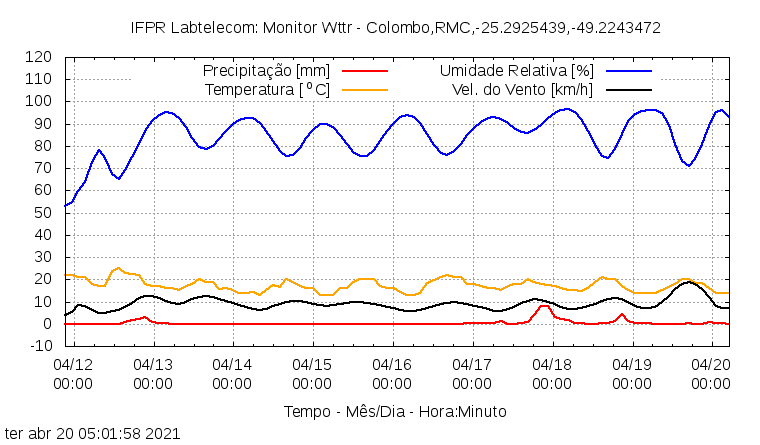 IFPR Labtelecom: Monitor Wttr - Colombo,RMC,-25.2925439,-49.2243472
Precipitação [mm]
Umidade Relativa [%]
Temperatura [ ⁰C]
Vel. do Vento [km/h]
120
110
100
90
80
70
60
50
40
30
20
10
0
-10
04/12 04/13 04/14 04/15 04/16 04/17 04/18 04/19 04/20
00:00 00:00 00:00 00:00 00:00 00:00 00:00 00:00 00:00
Tempo - Mês/Dia - Hora:Minuto
ter abr 20 05:01:58 2021